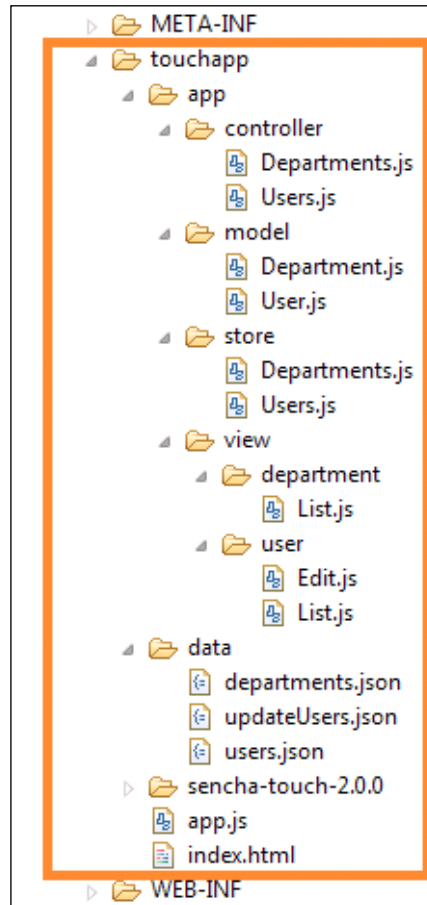 META-INF
touchapp
app
controller
Departments.js
Users.js
model
Department.js
User.js
store
Departments.js
Users.js
view
department
List.js
user
Edit.js
List.js
data
departments.json
updateUsers.json
users.json
sencha-touch-2.0.0
app.js
index.html
WEB-INF